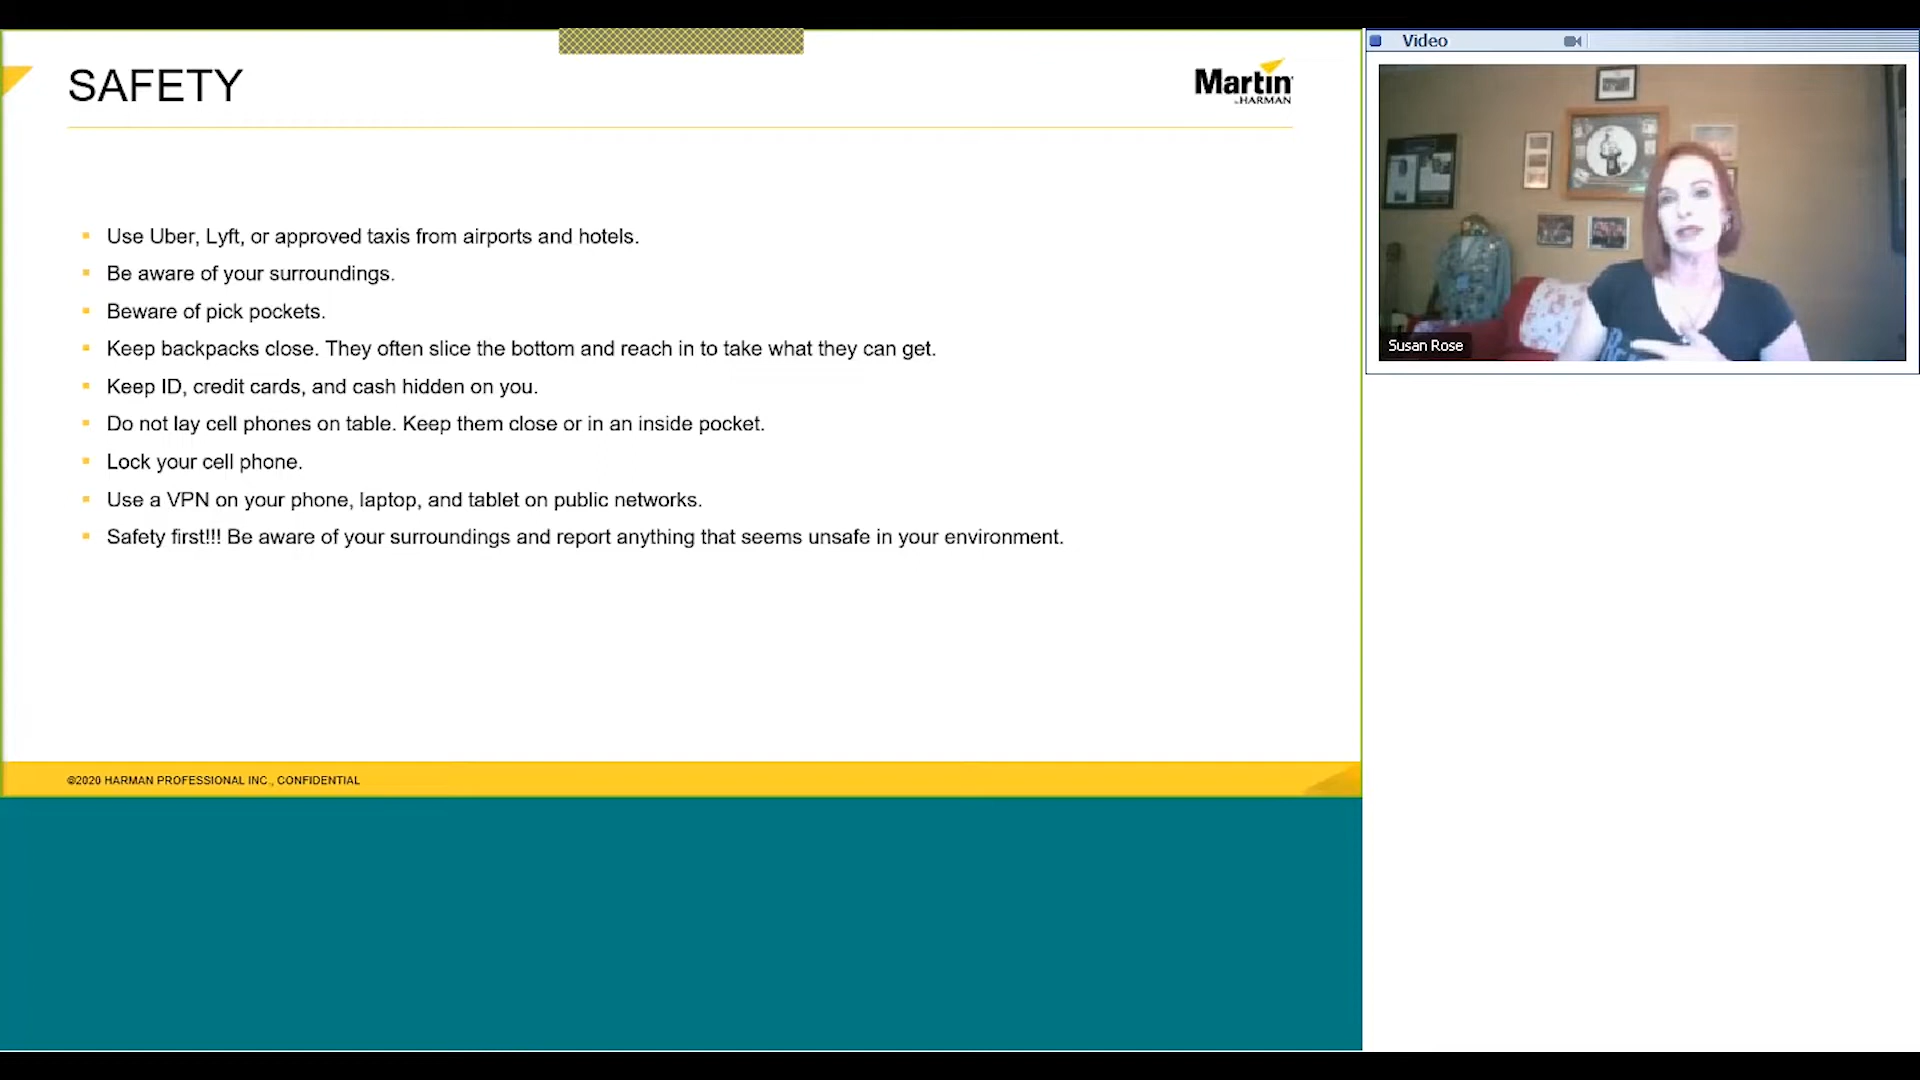 SAFETY
Martin
by HARMAN
Use Uber, Lyft, or approved taxis from airports and hotels.
Be aware of your surroundings.
Beware of pick pockets.
Keep backpacks close. They often slice the bottom and reach in to take what they can get.
Keep ID, credit cards, and cash hidden on you.
Do not lay cell phones on table. Keep them close or in an inside pocket.
Lock your cell phone.
Use a VPN on your phone, laptop, and tablet on public networks.
Safety first!!! Be aware of your surroundings and report anything that seems unsafe in your environment.
©2020 HARMAN PROFESSIONAL INC., CONFIDENTIAL
Video
Susan Rose